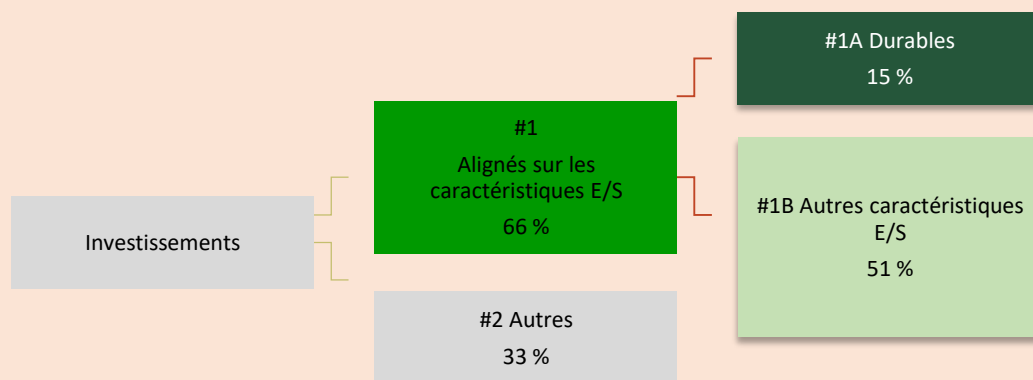 Investissements
#1
Alignés sur les
caractéristiques E/S
66 %
#2 Autres
33 %
#1A Durables
15 %
#1B Autres caractéristiques
E/S
51 %